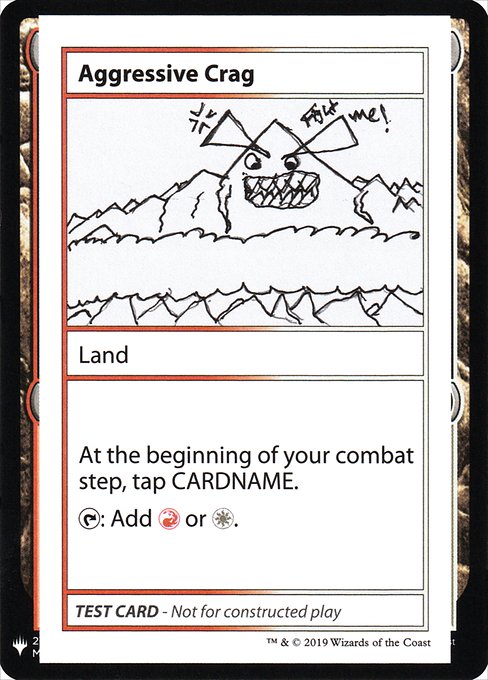 Aggressive Crag
Fight me!
Land
At the beginning of your combat
step, tap CARDNAME.
: Add or .
TEST CARD - Not for constructed play
™ & © 2019 Wizards of the Coast